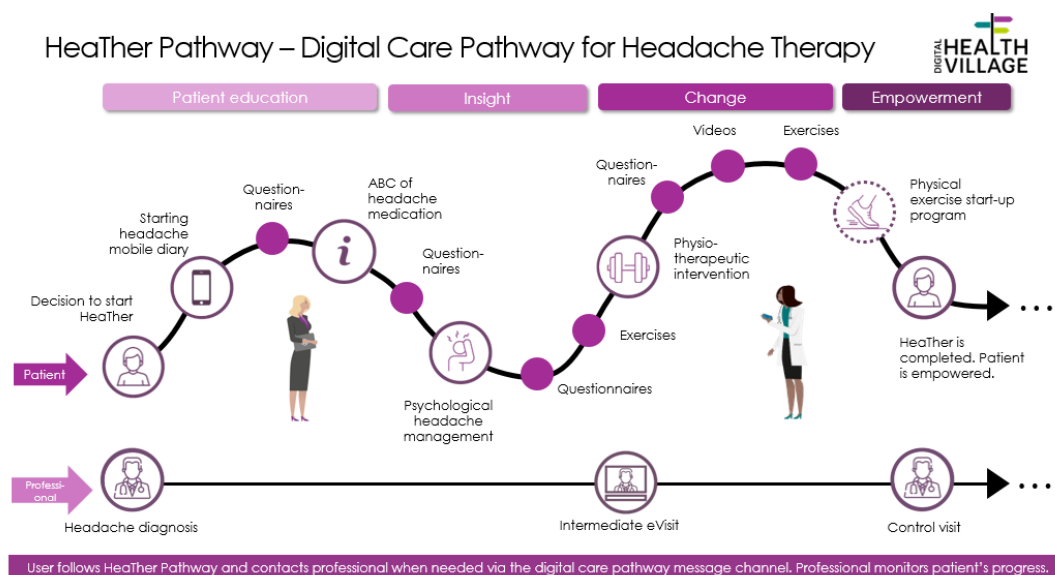 HeaTher Pathway – Digital Care Pathway for Headache Therapy
DIGITAL
HEALTH
VILLAGE
Patient education
Insight
Change
Empowerment
Decision to start
HeaTher
Starting
headache
mobile diary
Question-
naires
ABC of
headache
medication
Question-
naires
Psychological
headache
management
Questionnaires
Exercises
Physio-
therapeutic
intervention
Question-
naires
Videos
Exercises
Physical
exercise start-up
program
HeaTher is
completed. Patient
is empowered.
...
Patient
Professi-
onal
Headache diagnosis
Intermediate eVisit
Control visit
...
User follows HeaTher Pathway and contacts professional when needed via the digital care pathway message channel. Professional monitors patient's progress.